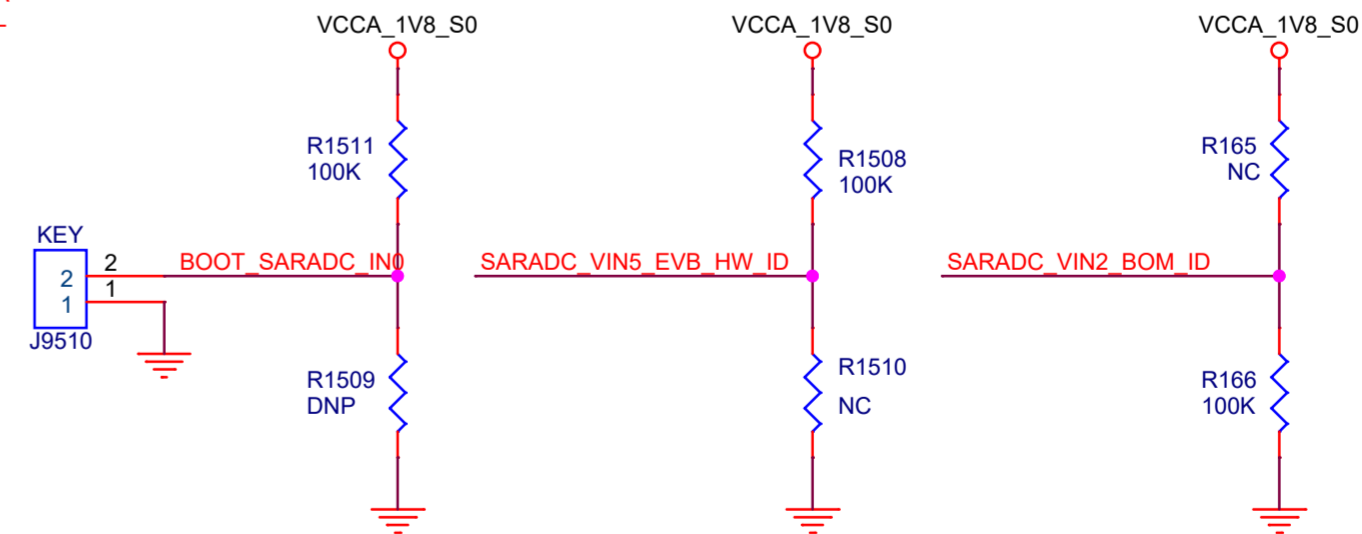 VCCA_1V8_S0
VCCA_1V8_S0
VCCA_1V8_S0
R1511
100K
R1508
100K
R165
NC
KEY
2
1
2
1
J9510
BOOT_SARADC_IN0
SARADC_VIN5_EVB_HW_ID
SARADC_VIN2_BOM_ID
R1509
DNP
R1510
NC
R166
100K